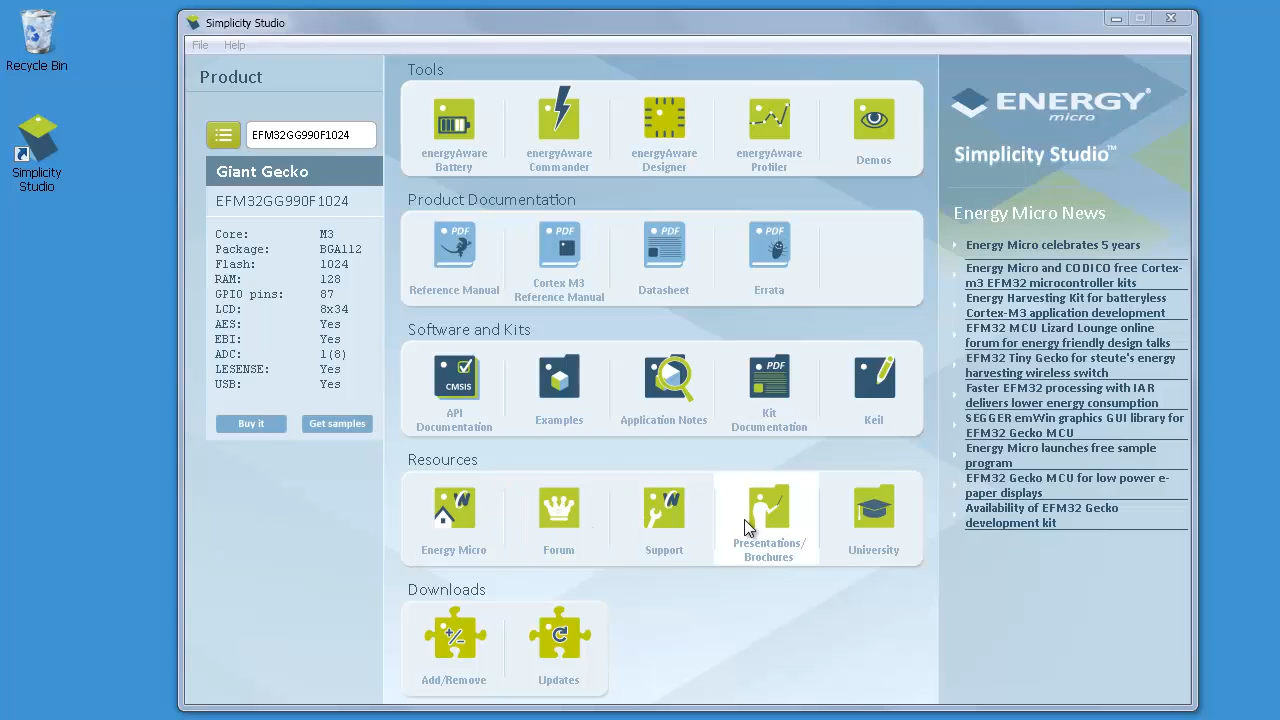 Recycle Bin
Simplicity
Studio
Simplicity Studio
File Help
Product
EFM32GG990F1024
Giant Gecko
EFM32GG990F1024
Core: M3
Package: BGA112
Flash: 1024
RAM: 128
GPIO pins: 87
LCD: 8x34
AES: Yes
EBI: Yes
ADC: 1(8)
LESENSE: Yes
USB: Yes
Buy it Get samples
Tools
energyAware
Battery
energyAware
Commander
energyAware
Designer
energyAware
Profiler
Demos
Product Documentation
PDF
Reference Manual
PDF
Cortex M3
Reference Manual
PDF
Datasheet
PDF
Errata
Software and Kits
CMSIS
API
Documentation
Examples
Application Notes
PDF
Kit
Documentation
Keil
Resources
Energy Micro
Forum
Support
Presentations/
Brochures
University
Downloads
Add/Remove
Updates
ENERGY®
micro
Simplicity Studio™
Energy Micro News
Energy Micro celebrates 5 years
Energy Micro and CODICO free Cortex-
m3 EFM32 microcontroller kits
Energy Harvesting Kit for batteryless
Cortex-M3 application development
EFM32 MCU Lizard Lounge online
forum for energy friendly design talks
EFM32 Tiny Gecko for steute's energy
harvesting wireless switch
Faster EFM32 processing with IAR
delivers lower energy consumption
SEGGER emWin graphics GUI library for
EFM32 Gecko MCU
Energy Micro launches free sample
program
EFM32 Gecko MCU for low power e-
paper displays
Availability of EFM32 Gecko
development kit